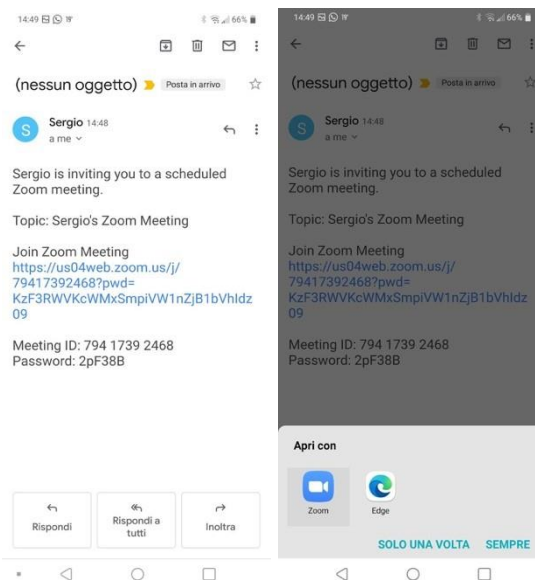 14:49
66%
(nessun oggetto) Posta in arrivo
S Sergio 14:48
a me
Sergio is inviting you to a scheduled
Zoom meeting.
Topic: Sergio's Zoom Meeting
Join Zoom Meeting
https://us04web.zoom.us/j/
79417392468?pwd=
KzF3RWVKcWMxSmpiVW1nZjB1bVhIdz
09
Meeting ID: 794 1739 2468
Password: 2pF38B
Rispondi
Rispondi a
tutti
Inoltra
14:49
66%
(nessun oggetto) Posta in arrivo
S Sergio 14:48
a me
Sergio is inviting you to a scheduled
Zoom meeting.
Topic: Sergio's Zoom Meeting
Join Zoom Meeting
https://us04web.zoom.us/j/
79417392468?pwd=
KzF3RWVKcWMxSmpiVW1nZjB1bVhIdz
09
Meeting ID: 794 1739 2468
Password: 2pF38B
Apri con
Zoom
Edge
SOLO UNA VOLTA SEMPRE